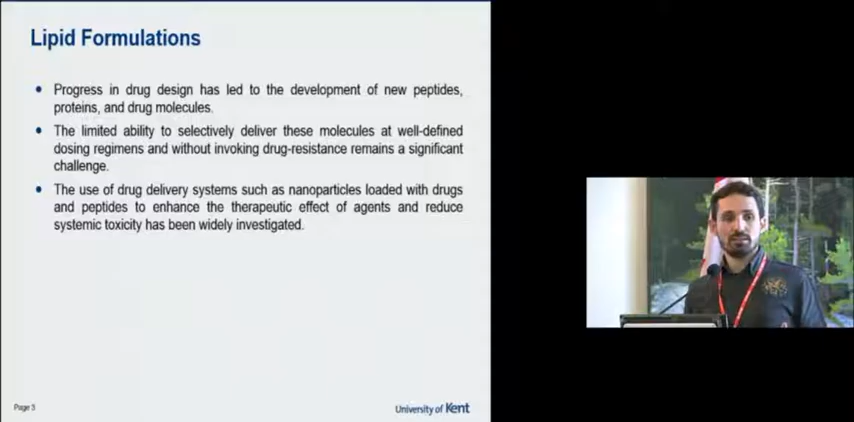 Lipid Formulations
• Progress in drug design has led to the development of new peptides,
proteins, and drug molecules.
• The limited ability to selectively deliver these molecules at well-defined
dosing regimens and without invoking drug-resistance remains a significant
challenge.
• The use of drug delivery systems such as nanoparticles loaded with drugs
and peptides to enhance the therapeutic effect of agents and reduce
systemic toxicity has been widely investigated.
Page 3
University of Kent